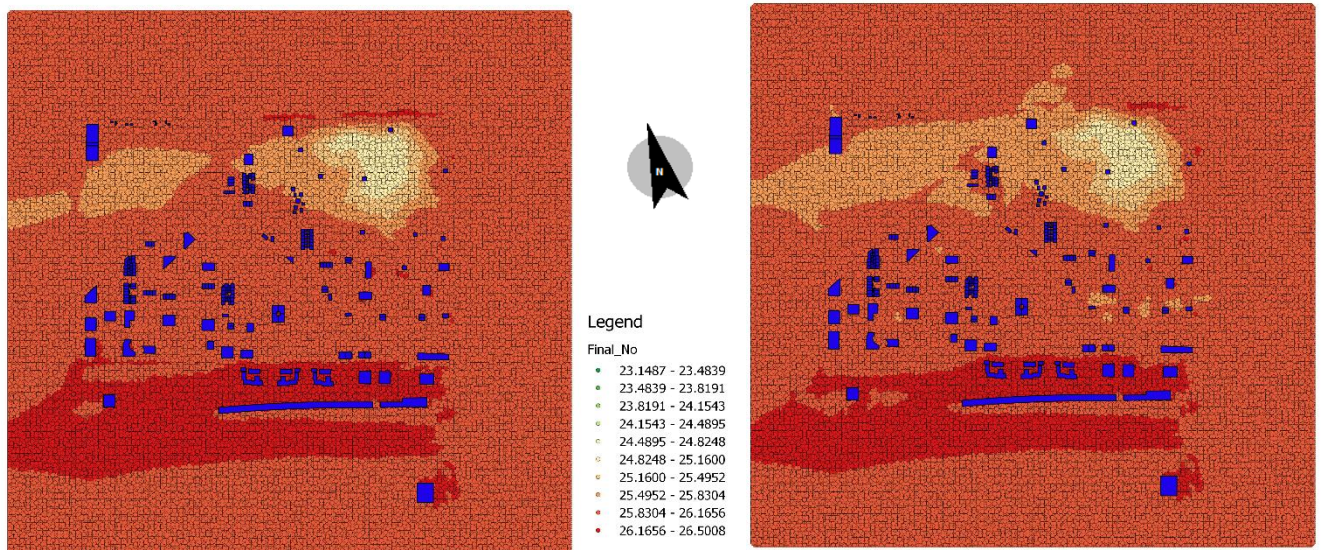 N
Legend
Final_No
23.1487 - 23.4839
23.4839 - 23.8191
23.8191 - 24.1543
24.1543 - 24.4895
24.4895 - 24.8248
24.8248 - 25.1600
25.1600 - 25.4952
25.4952 - 25.8304
25.8304 - 26.1656
26.1656 - 26.5008